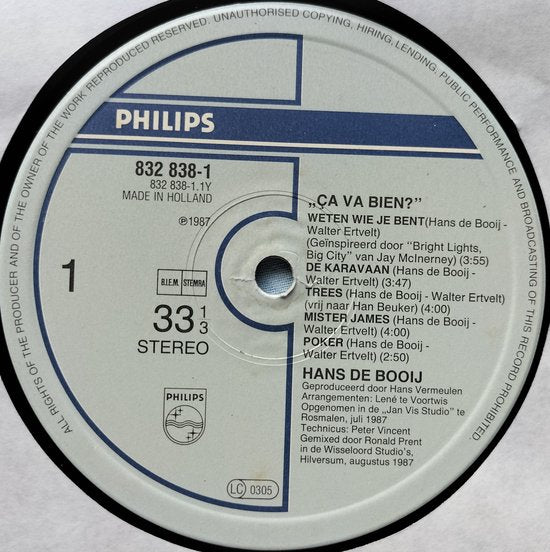 ALL RIGHTS OF THE PRODUCER AND OF THE OWNER OF THE WORK REPRODUCED RESERVED. UNAUTHORISED COPYING, HIRING, LENDING, PUBLIC PERFORMANCE AND BROADCASTING OF THIS RECORD PROHIBITED.
PHILIPS
832 838-1
832 838-1.1Y
MADE IN HOLLAND
℗1987
1
B.I.E.M. STEMRA
33 1/3
STEREO
PHILIPS
PHILIPS
LC 0305
„ÇA VA BIEN?"
WETEN WIE JE BENT(Hans de Booij -
Walter Ertvelt)
(Geïnspireerd door "Bright Lights,
Big City" van Jay McInerney) (3:55)
DE KARAVAAN (Hans de Booij -
Walter Ertvelt) (3:47)
TREES (Hans de Booij - Walter Ertvelt)
(vrij naar Han Beuker) (4:00)
MISTER JAMES (Hans de Booij -
Walter Ertvelt) (4:00)
POKER (Hans de Booij -
Walter Ertvelt) (2:50)
HANS DE BOOIJ
Geproduceerd door Hans Vermeulen
Arrangementen: Lené te Voortwis
Opgenomen in de „Jan Vis Studio" te
Rosmalen, juli 1987
Technicus: Peter Vincent
Gemixed door Ronald Prent
in de Wisseloord Studio's,
Hilversum, augustus 1987